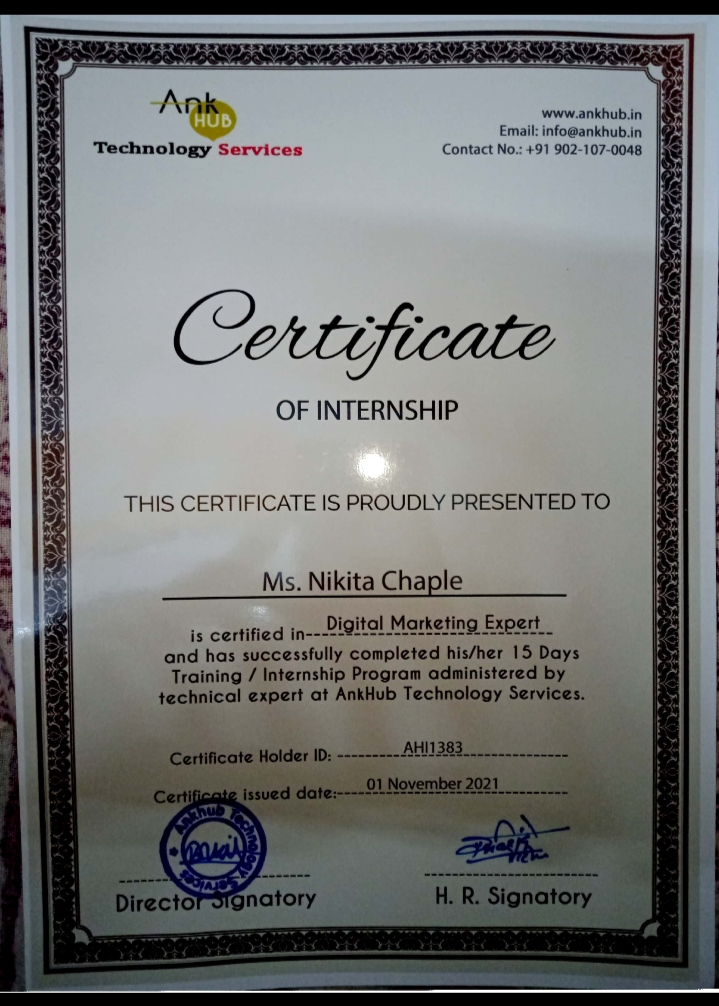 Ank
HUB
Technology Services
www.ankhub.in
Email: info@ankhub.in
Contact No.: +91 902-107-0048
Certificate
OF INTERNSHIP
THIS CERTIFICATE IS PROUDLY PRESENTED TO
Ms. Nikita Chaple
is certified in Digital Marketing Expert
and has successfully completed his/her 15 Days
Training / Internship Program administered by
technical expert at AnkHub Technology Services.
Certificate Holder ID: AHI1383
Certificate issued date: 01 November 2021
Ankhub Technology Services
Director Signatory
H. R. Signatory